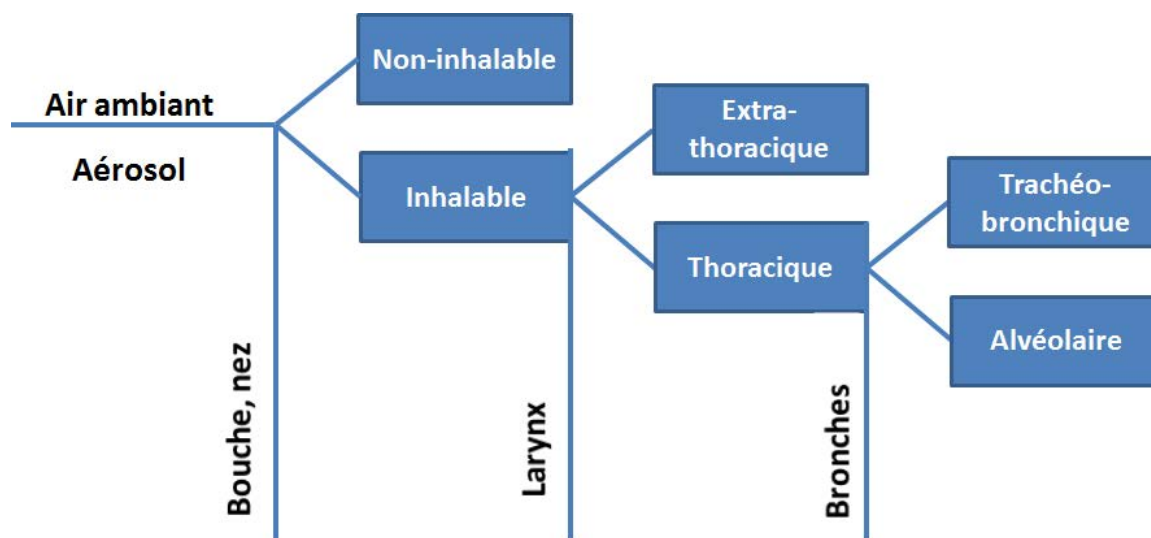 Air ambiant
Aérosol
Non-inhalable
Inhalable
Extra-
thoracique
Thoracique
Trachéo-
bronchique
Alvéolaire
Bouche, nez
Larynx
Bronches